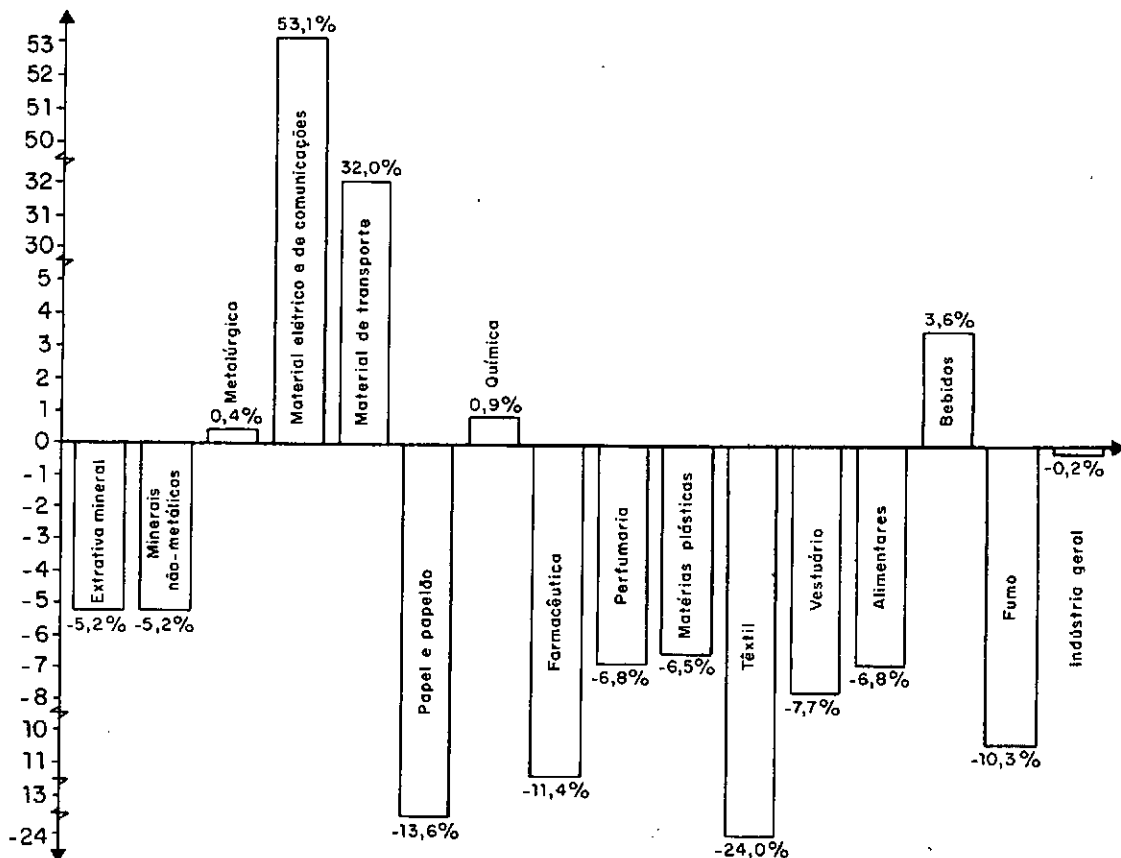 53
52
51
50
32
31
30
5
4
3
2
1
0
-1
-2
-3
-4
-5
-6
-7
-8
10
11
13
-24
Extrativa mineral
-5,2%
Minerais
não-metálicos
-5,2%
Metalúrgico
0,4%
53,1%
Material elétrico e de comunicações
32,0%
Material de transporte
Papel e papelão
-13,6%
Química
0,9%
Farmacêutica
-11,4%
Perfumaria
-6,8%
Matérias plásticas
-6,5%
Têxtil
-24,0%
Vestuário
-7,7%
Alimentares
-6,8%
3,6%
Bebidas
Fumo
-10,3%
-0,2%
indústria geral